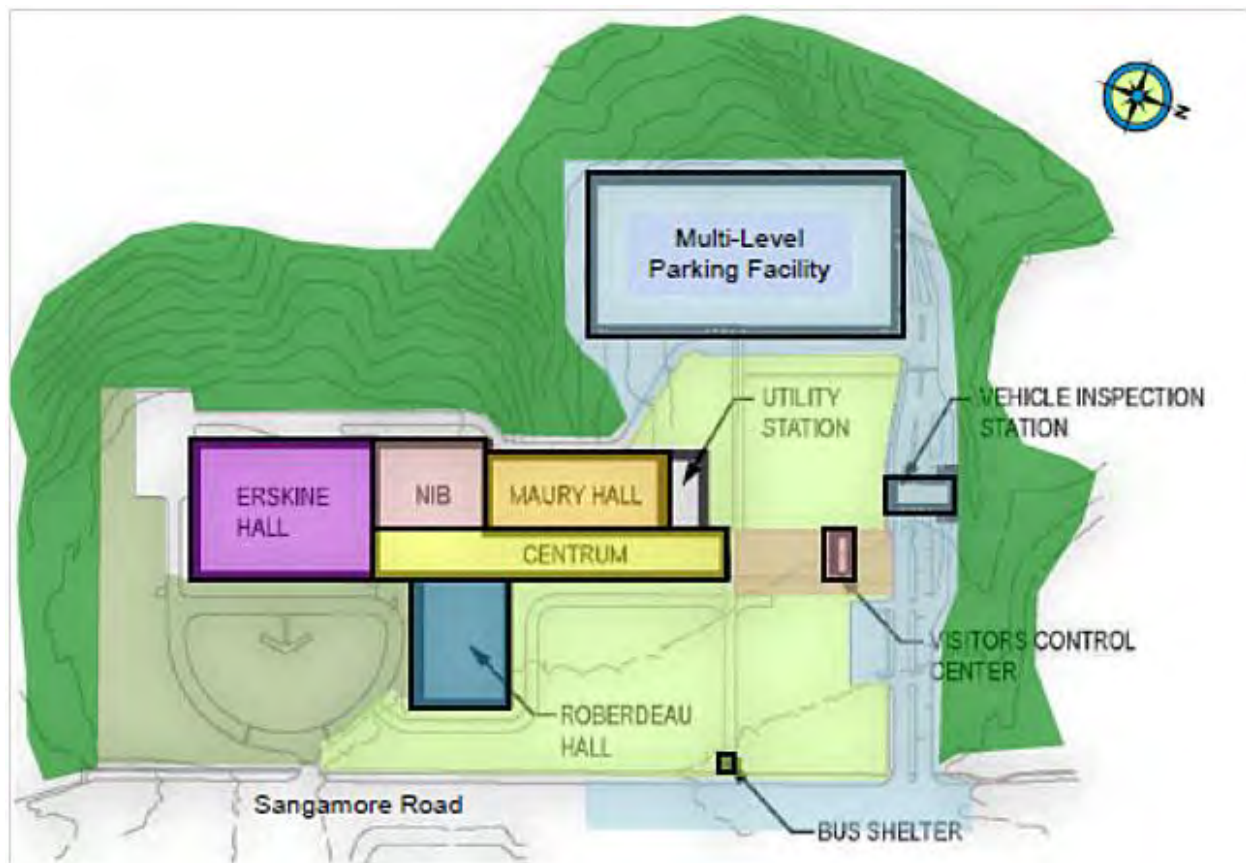 N
Multi-Level
Parking Facility
UTILITY
STATION
VEHICLE INSPECTION
STATION
ERSKINE
HALL
NIB
MAURY HALL
CENTRUM
VISITORS CONTROL
CENTER
ROBERDEAU
HALL
Sangamore Road
BUS SHELTER